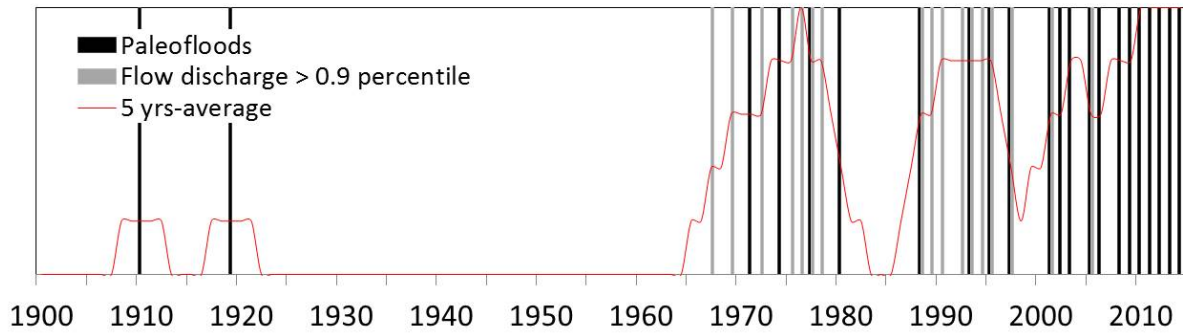 Paleofloods
Flow discharge > 0.9 percentile
5 yrs-average
1900 1910 1920 1930 1940 1950 1960 1970 1980 1990 2000 2010